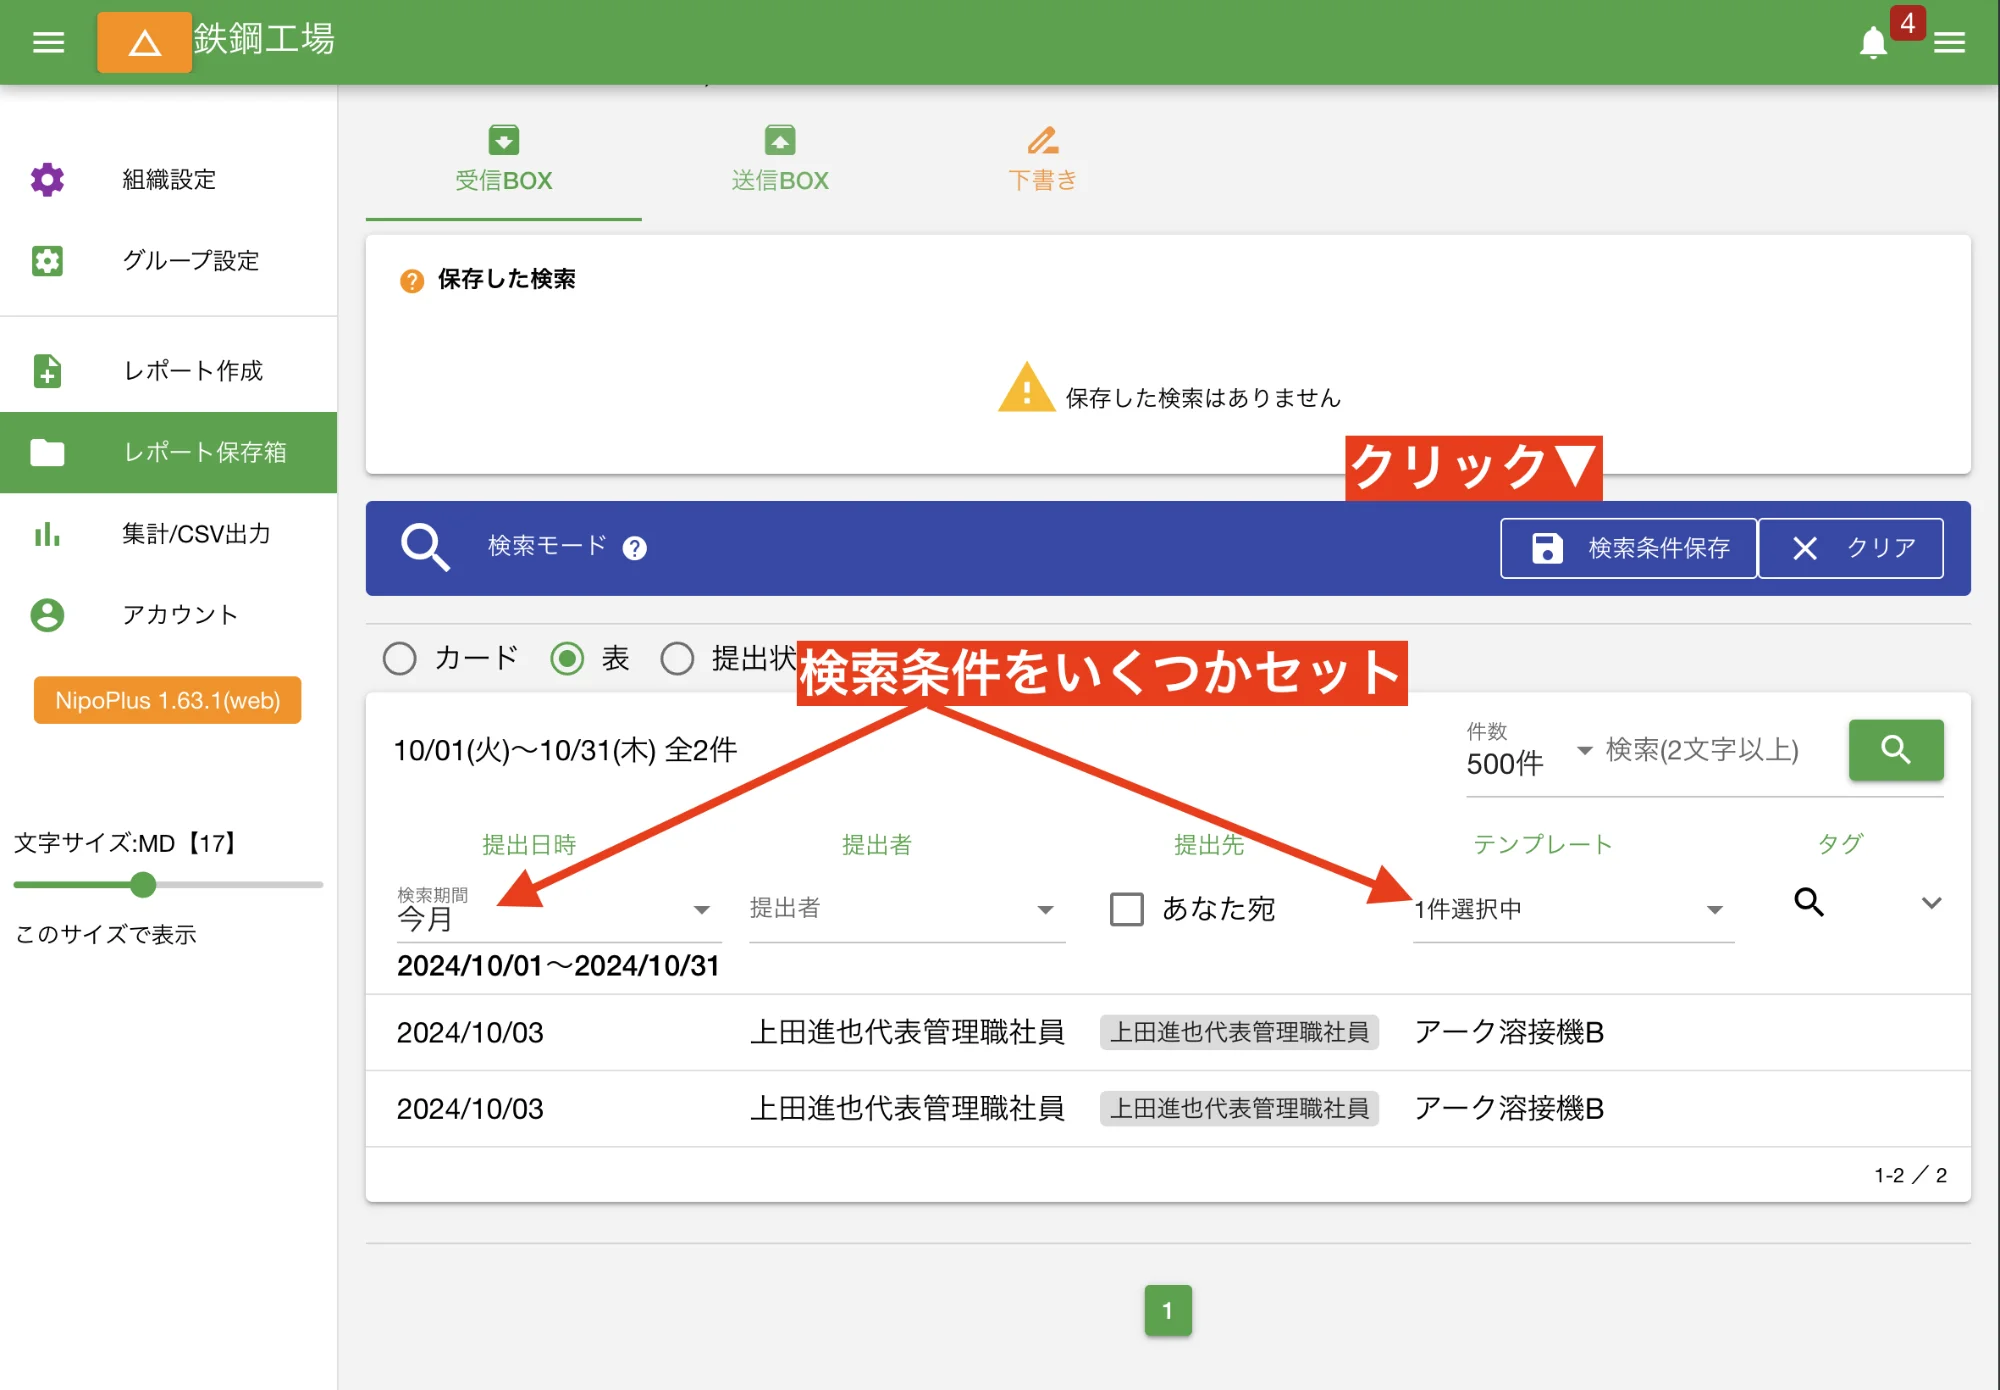 鉄鋼工場
4
組織設定
グループ設定
レポート作成
レポート保存箱
集計/CSV出力
アカウント
NipoPlus 1.63.1(web)
文字サイズ:MD【17】
このサイズで表示
受信BOX
送信BOX
下書き
保存した検索
保存した検索はありません
クリック▼
検索モード
検索条件保存
クリア
カード
表
提出状
検索条件をいくつかセット
10/01(火)〜10/31(木) 全2件
件数
500件
検索(2文字以上)
提出日時
提出者
提出先
テンプレート
タグ
検索期間
今月
提出者
あなた宛
1件選択中
2024/10/01〜2024/10/31
2024/10/03 上田進也代表管理職社員 上田進也代表管理職社員 アーク溶接機B
2024/10/03 上田進也代表管理職社員 上田進也代表管理職社員 アーク溶接機B
1-2 ／ 2
1